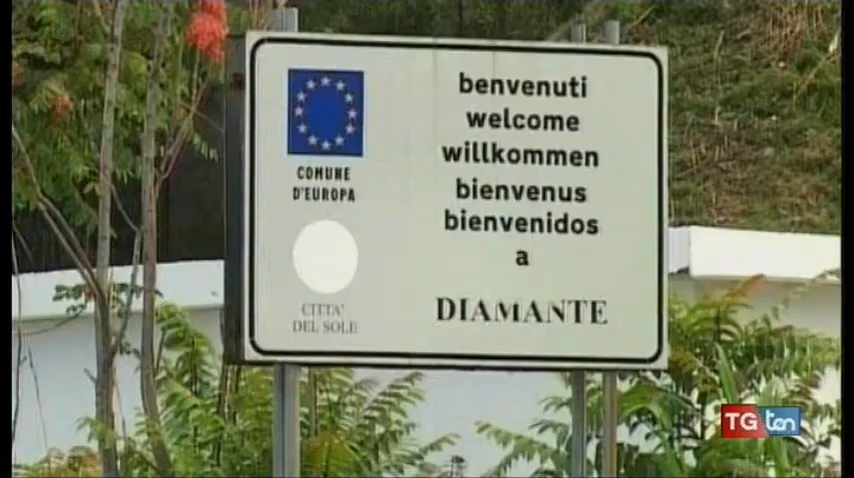 COMUNE
D'EUROPA
CITTA'
DEL SOLE
benvenuti
welcome
willkommen
bienvenus
bienvenidos
a
DIAMANTE
TG ten